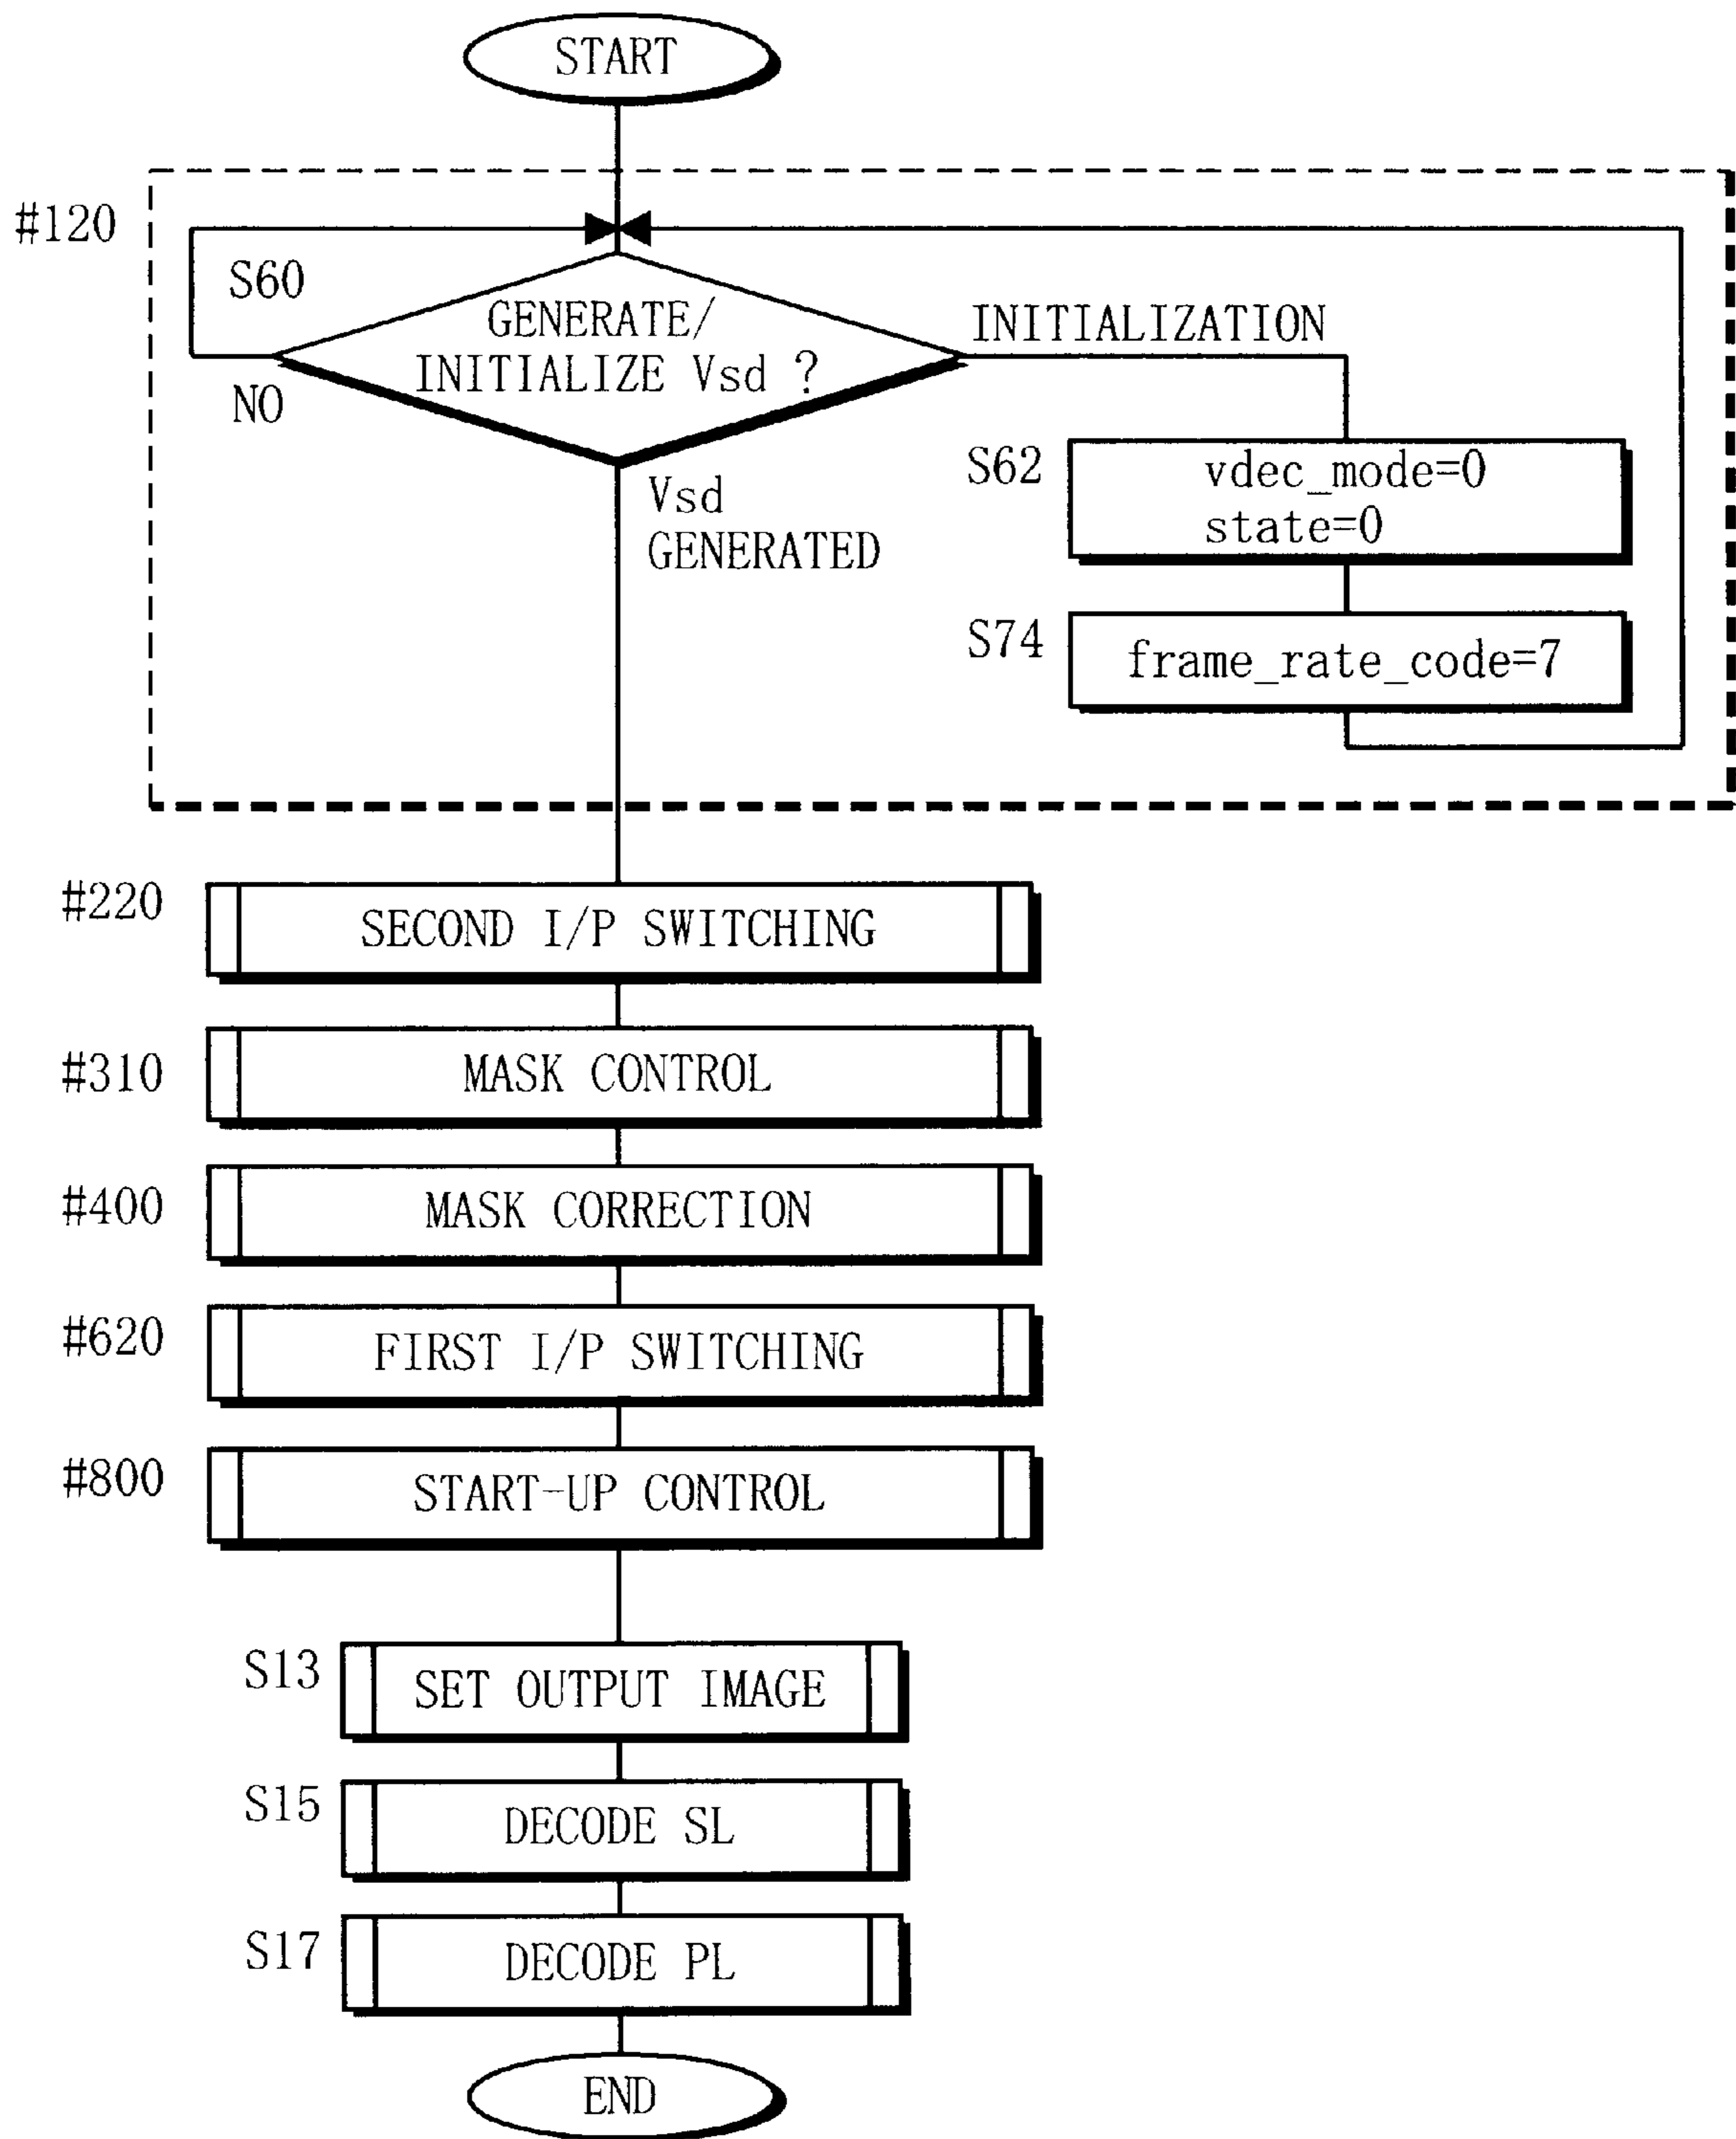 START
#120
S60
GENERATE/
INITIALIZE Vsd ?
INITIALIZATION
NO
Vsd
GENERATED
S62
vdec_mode=0
state=0
S74
frame_rate_code=7
#220
SECOND I/P SWITCHING
#310
MASK CONTROL
#400
MASK CORRECTION
#620
FIRST I/P SWITCHING
#800
START-UP CONTROL
S13
SET OUTPUT IMAGE
S15
DECODE SL
S17
DECODE PL
END